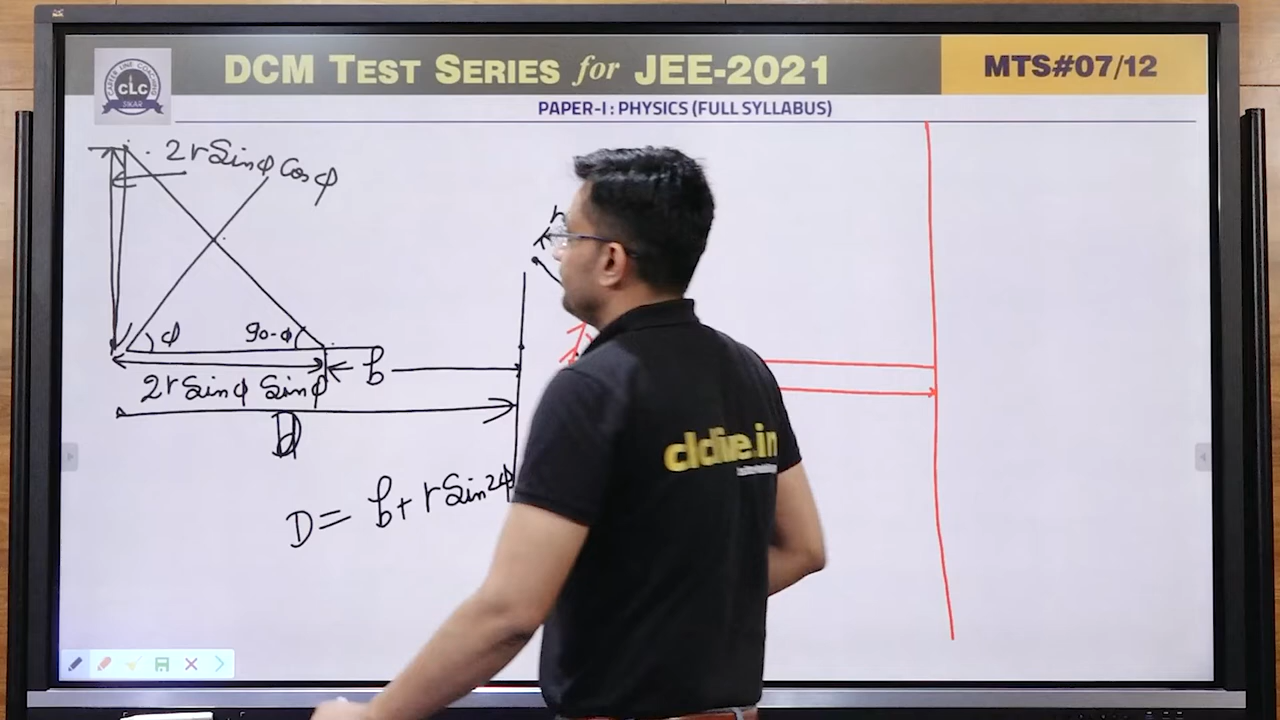 DCM TEST SERIES for JEE-2021
MTS#07/12
CLC
SIKAR
PAPER-I : PHYSICS (FULL SYLLABUS)
2r Sinφ Cosφ
r
φ
90-φ
b
2r Sinφ Sinφ
D
D = b + r Sin2φ
clclive.in